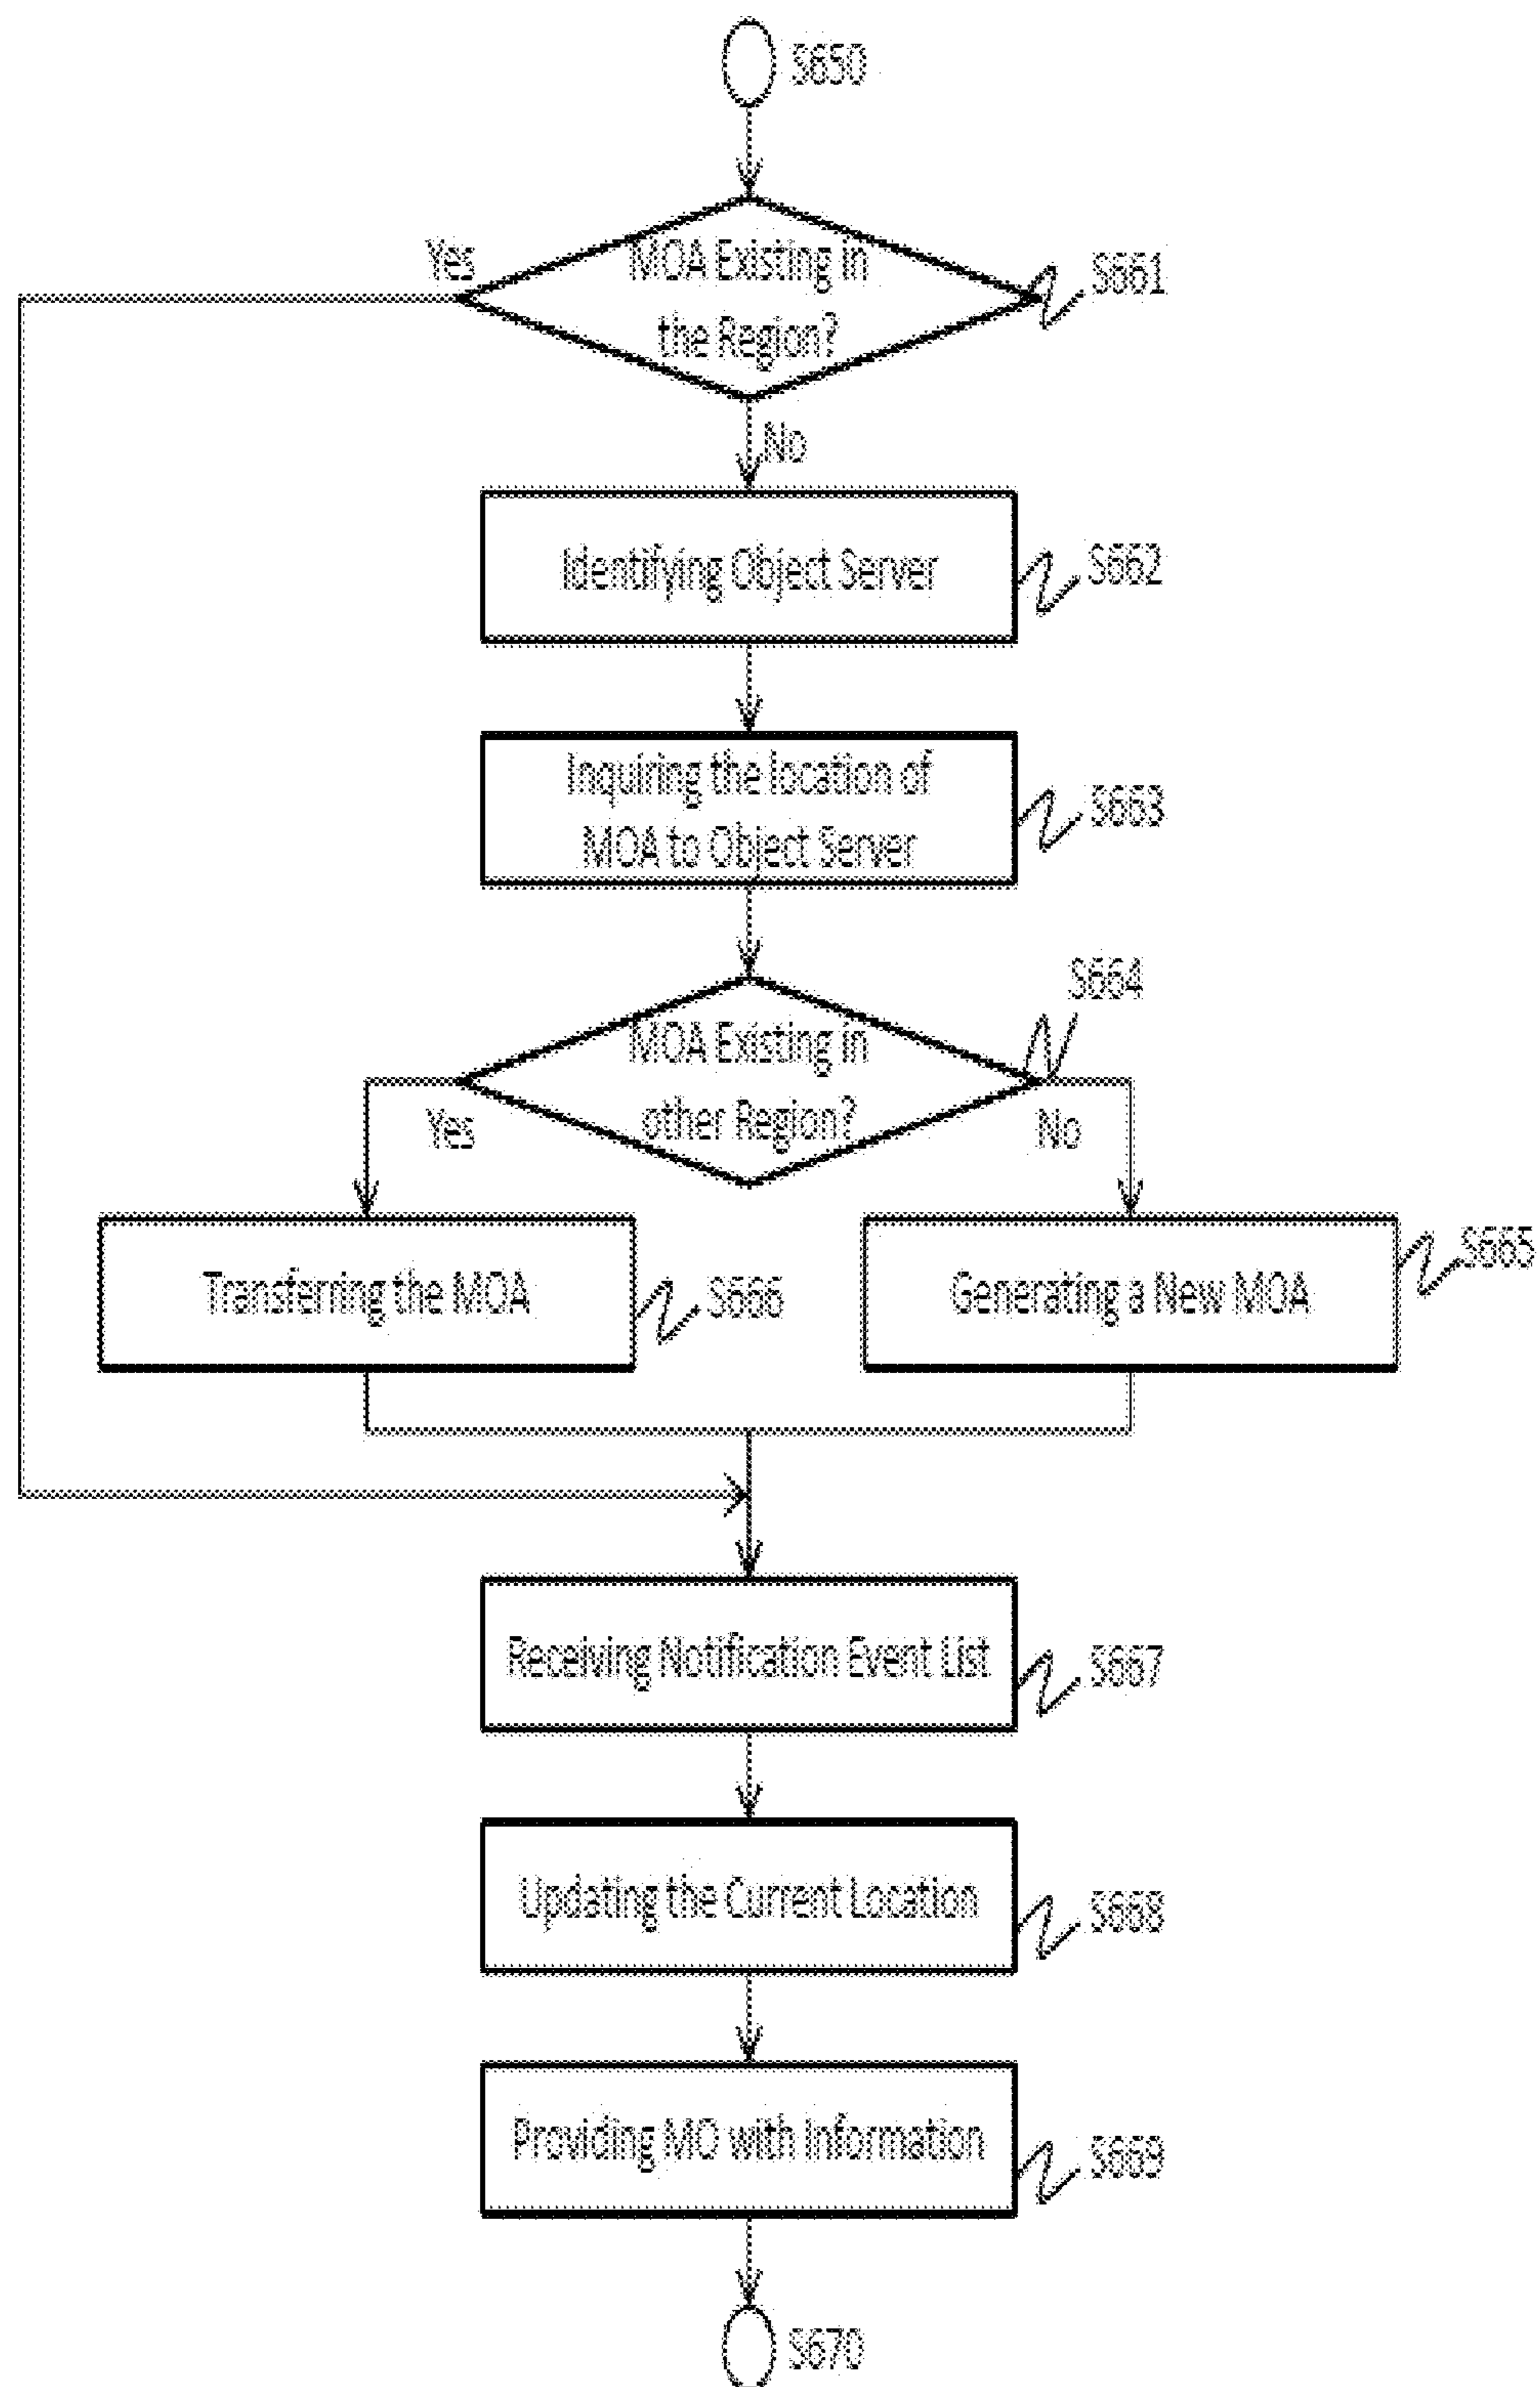 S650
Yes
MOA Existing in
the Region?
S661
No
Identifying Object Server
S662
Inquiring the location of
MOA to Object Server
S663
S664
MOA Existing in
other Region?
Yes
No
Transferring the MOA
S666
Generating a New MOA
S665
Receiving Notification Event List
S667
Updating the Current Location
S668
Providing MO with Information
S669
S670